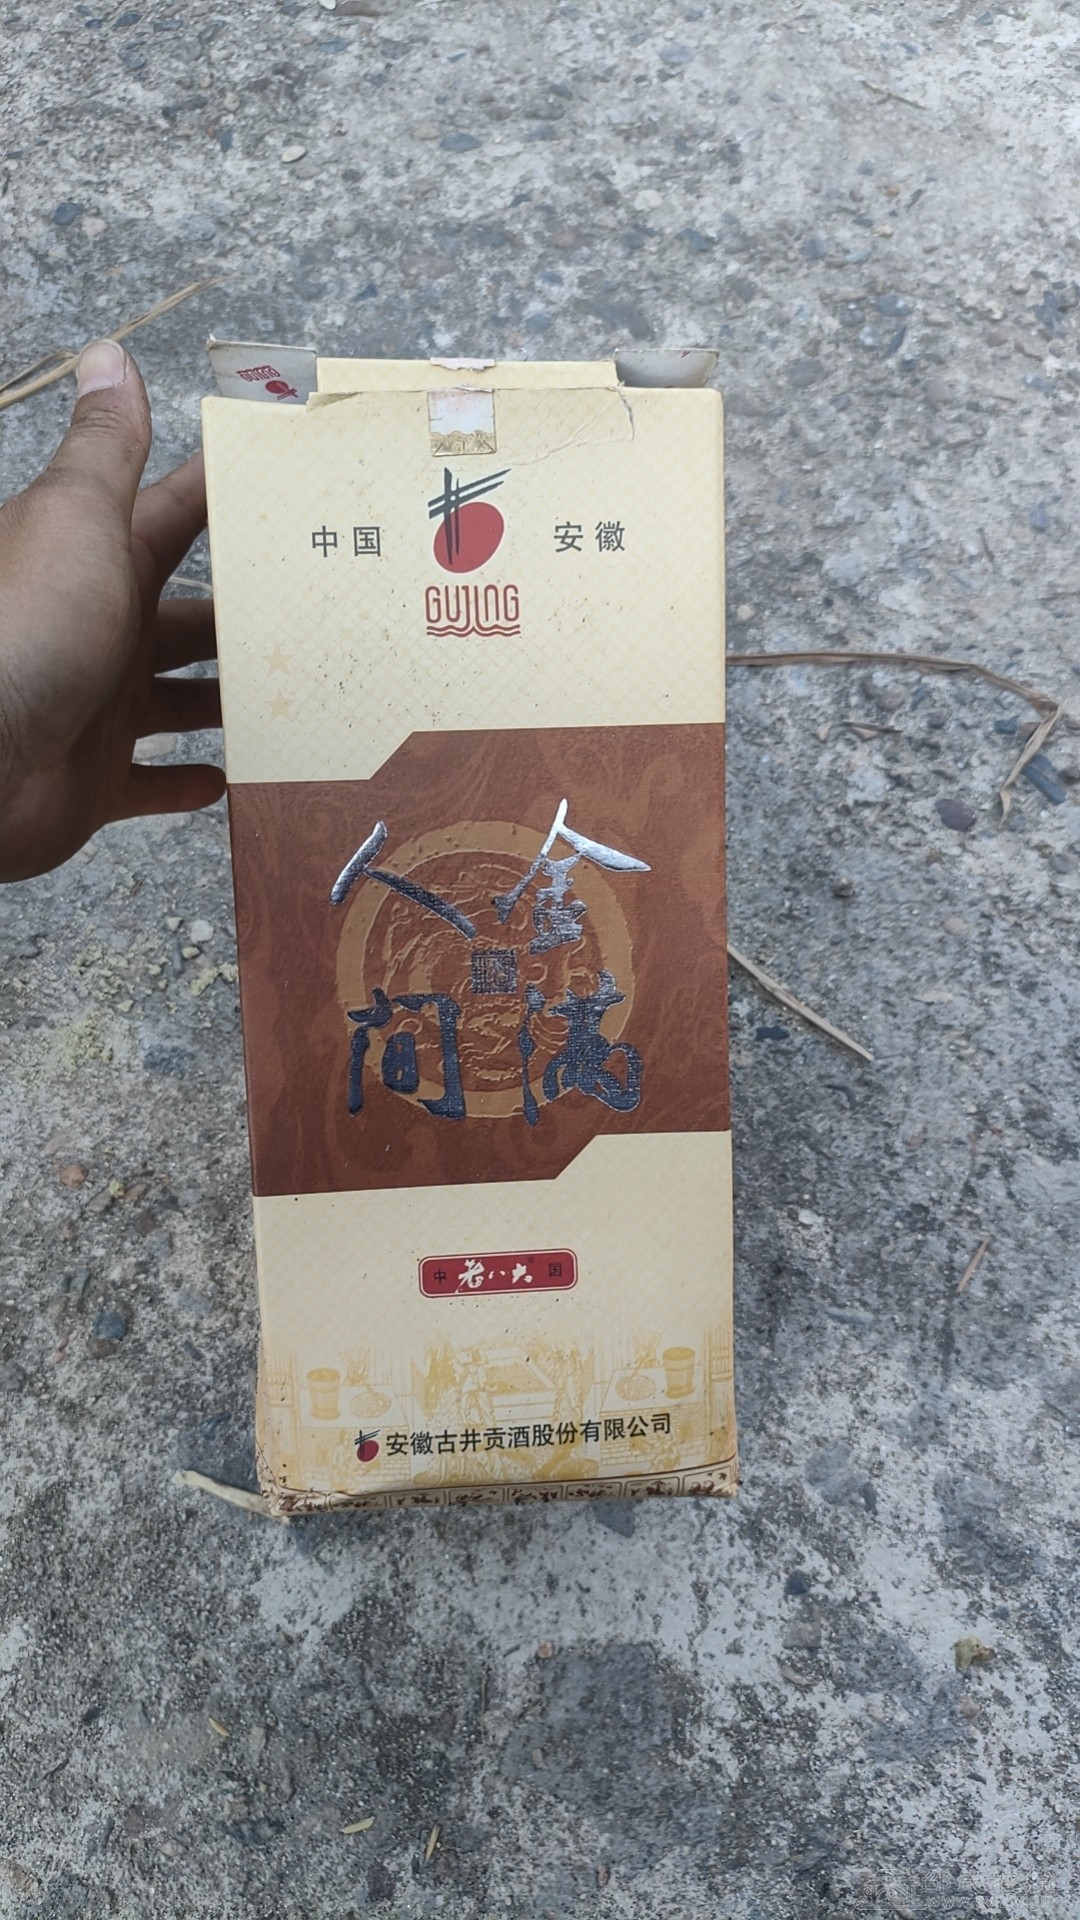 GUJING
中国 安徽
GUJING
金满
人间
中 老八大 国
安徽古井贡酒股份有限公司